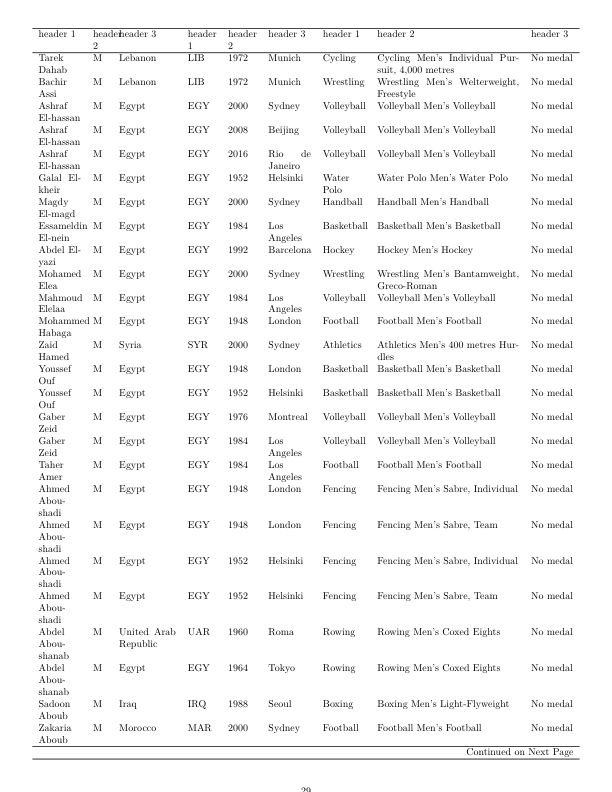 header 1 header 2 header 3 header 1 header 2 header 3 header 1 header 2 header 3
Tarek Dahab M Lebanon LIB 1972 Munich Cycling Cycling Men's Individual Pursuit, 4,000 metres No medal
Bachir Assi M Lebanon LIB 1972 Munich Wrestling Wrestling Men's Welterweight, Freestyle No medal
Ashraf El-hassan M Egypt EGY 2000 Sydney Volleyball Volleyball Men's Volleyball No medal
Ashraf El-hassan M Egypt EGY 2008 Beijing Volleyball Volleyball Men's Volleyball No medal
Ashraf El-hassan M Egypt EGY 2016 Rio de Janeiro Volleyball Volleyball Men's Volleyball No medal
Galal El-kheir M Egypt EGY 1952 Helsinki Water Polo Water Polo Men's Water Polo No medal
Magdy El-magd M Egypt EGY 2000 Sydney Handball Handball Men's Handball No medal
Essameldin El-nein M Egypt EGY 1984 Los Angeles Basketball Basketball Men's Basketball No medal
Abdel El-yazi M Egypt EGY 1992 Barcelona Hockey Hockey Men's Hockey No medal
Mohamed Elea M Egypt EGY 2000 Sydney Wrestling Wrestling Men's Bantamweight, Greco-Roman No medal
Mahmoud Elelaa M Egypt EGY 1984 Los Angeles Volleyball Volleyball Men's Volleyball No medal
Mohammed Habaga M Egypt EGY 1948 London Football Football Men's Football No medal
Zaid Hamed M Syria SYR 2000 Sydney Athletics Athletics Men's 400 metres Hurdles No medal
Youssef Ouf M Egypt EGY 1948 London Basketball Basketball Men's Basketball No medal
Youssef Ouf M Egypt EGY 1952 Helsinki Basketball Basketball Men's Basketball No medal
Gaber Zeid M Egypt EGY 1976 Montreal Volleyball Volleyball Men's Volleyball No medal
Gaber Zeid M Egypt EGY 1984 Los Angeles Volleyball Volleyball Men's Volleyball No medal
Taher Amer M Egypt EGY 1984 Los Angeles Football Football Men's Football No medal
Ahmed Abou-shadi M Egypt EGY 1948 London Fencing Fencing Men's Sabre, Individual No medal
Ahmed Abou-shadi M Egypt EGY 1948 London Fencing Fencing Men's Sabre, Team No medal
Ahmed Abou-shadi M Egypt EGY 1952 Helsinki Fencing Fencing Men's Sabre, Individual No medal
Ahmed Abou-shadi M Egypt EGY 1952 Helsinki Fencing Fencing Men's Sabre, Team No medal
Abdel Abou-shanab M United Arab Republic UAR 1960 Roma Rowing Rowing Men's Coxed Eights No medal
Abdel Abou-shanab M Egypt EGY 1964 Tokyo Rowing Rowing Men's Coxed Eights No medal
Sadoon Aboub M Iraq IRQ 1988 Seoul Boxing Boxing Men's Light-Flyweight No medal
Zakaria Aboub M Morocco MAR 2000 Sydney Football Football Men's Football No medal
Continued on Next Page
29